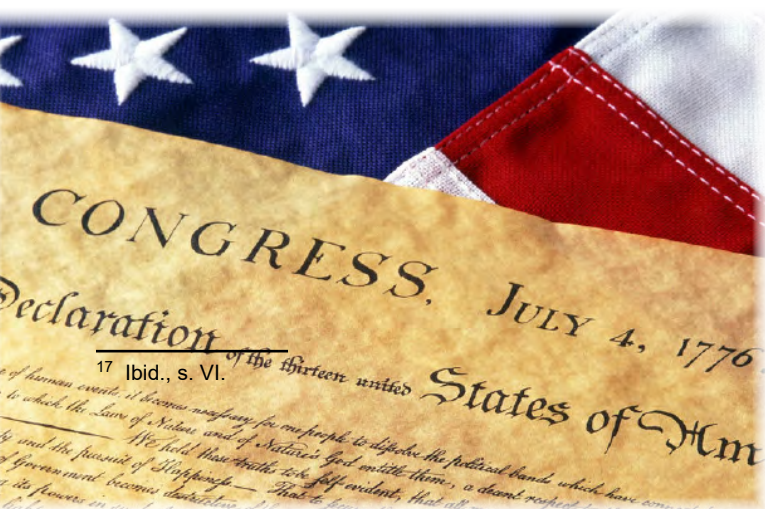 CONGRESS, JULY 4, 1776
Declaration of the thirteen united States of Am
17 Ibid., s. VI.
of human events, it becomes necessary for one people to dissolve the political bands which have
to which the Laws of Nature and of Nature's God entitle them, a decent respect
We hold these truths to be self evident, that all
and the pursuit of Happiness— That to
of Government becomes destructive of
its powers in